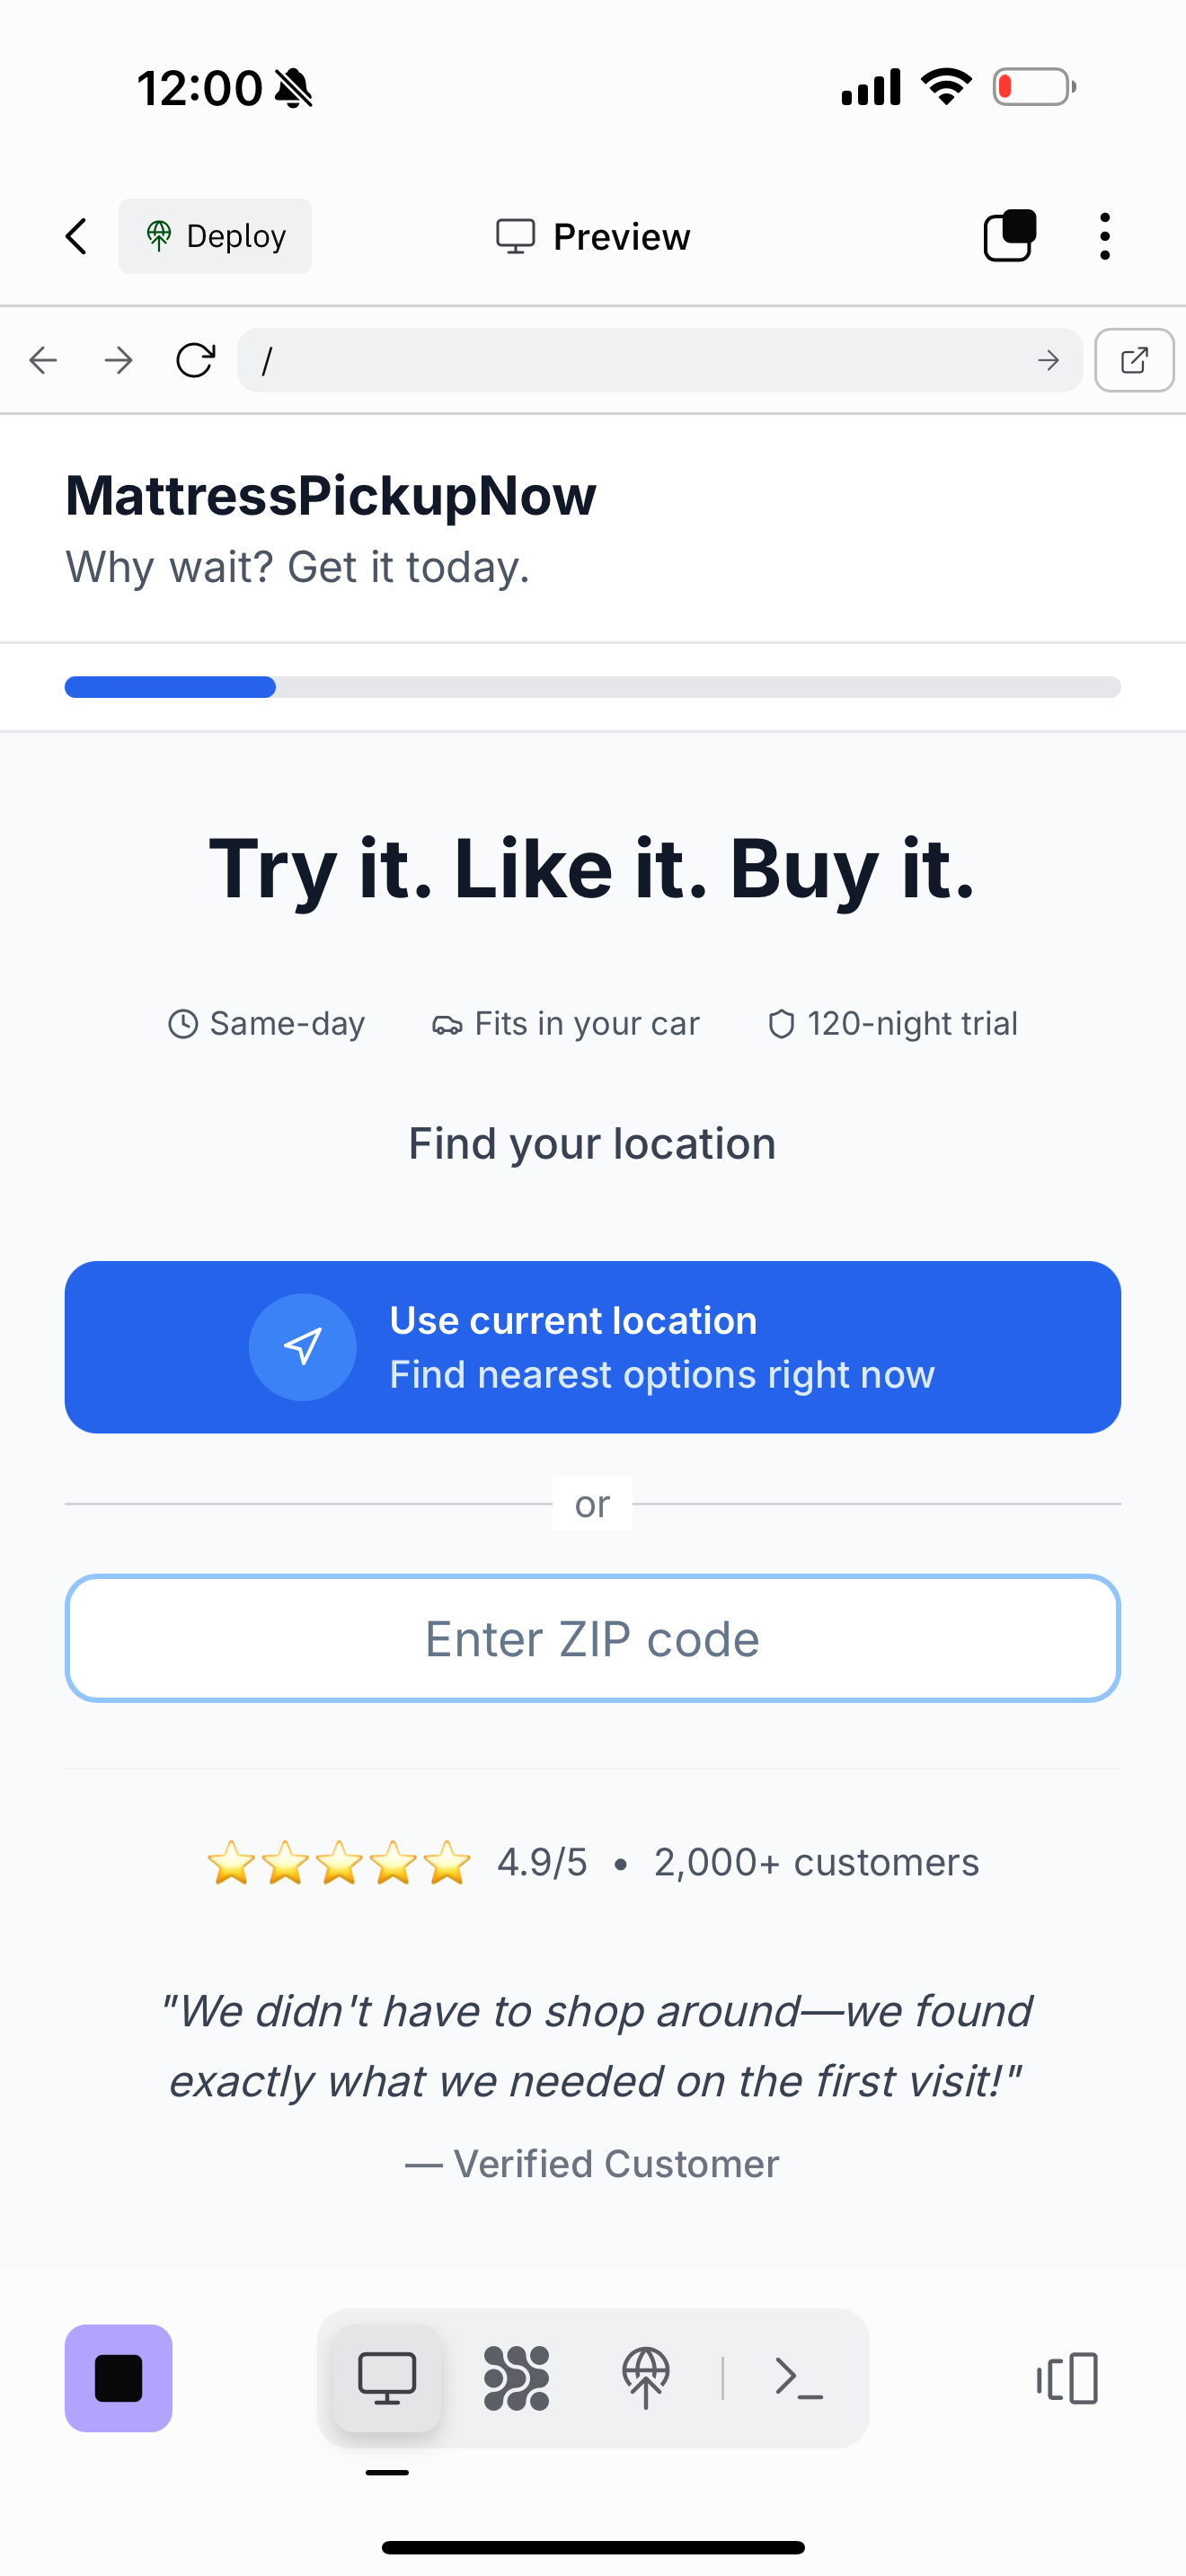 12:00
Deploy
Preview
/
MattressPickupNow
Why wait? Get it today.
Try it. Like it. Buy it.
Same-day Fits in your car 120-night trial
Find your location
Use current location
Find nearest options right now
or
Enter ZIP code
⭐⭐⭐⭐⭐ 4.9/5 • 2,000+ customers
"We didn't have to shop around—we found
exactly what we needed on the first visit!"
— Verified Customer